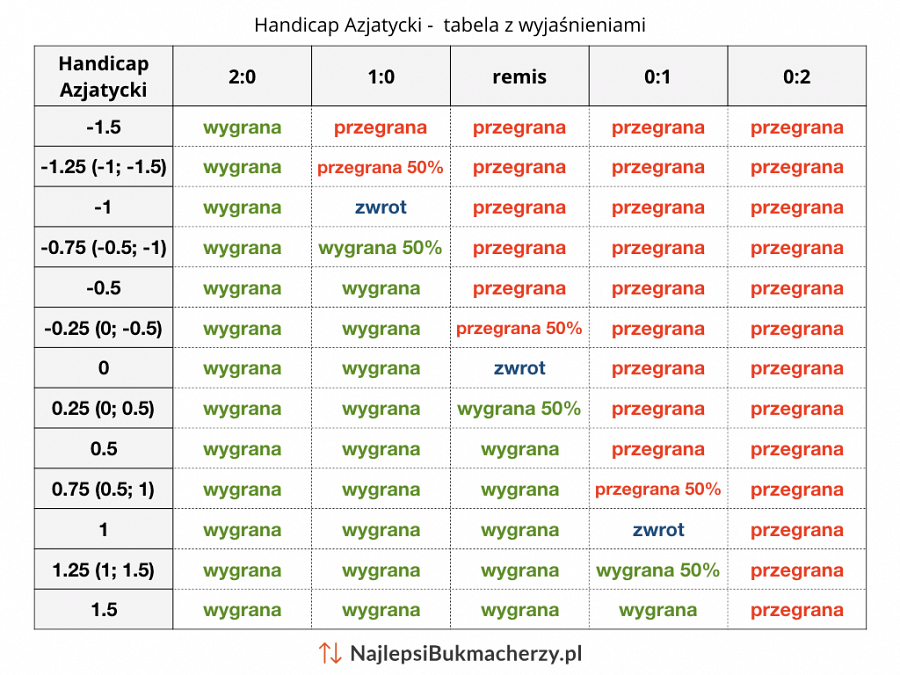 Handicap Azjatycki - tabela z wyjaśnieniami
Handicap Azjatycki 2:0 1:0 remis 0:1 0:2
-1.5 wygrana przegrana przegrana przegrana przegrana
-1.25 (-1; -1.5) wygrana przegrana 50% przegrana przegrana przegrana
-1 wygrana zwrot przegrana przegrana przegrana
-0.75 (-0.5; -1) wygrana wygrana 50% przegrana przegrana przegrana
-0.5 wygrana wygrana przegrana przegrana przegrana
-0.25 (0; -0.5) wygrana wygrana przegrana 50% przegrana przegrana
0 wygrana wygrana zwrot przegrana przegrana
0.25 (0; 0.5) wygrana wygrana wygrana 50% przegrana przegrana
0.5 wygrana wygrana wygrana przegrana przegrana
0.75 (0.5; 1) wygrana wygrana wygrana przegrana 50% przegrana
1 wygrana wygrana wygrana zwrot przegrana
1.25 (1; 1.5) wygrana wygrana wygrana wygrana 50% przegrana
1.5 wygrana wygrana wygrana wygrana przegrana
NajlepsiBukmacherzy.pl